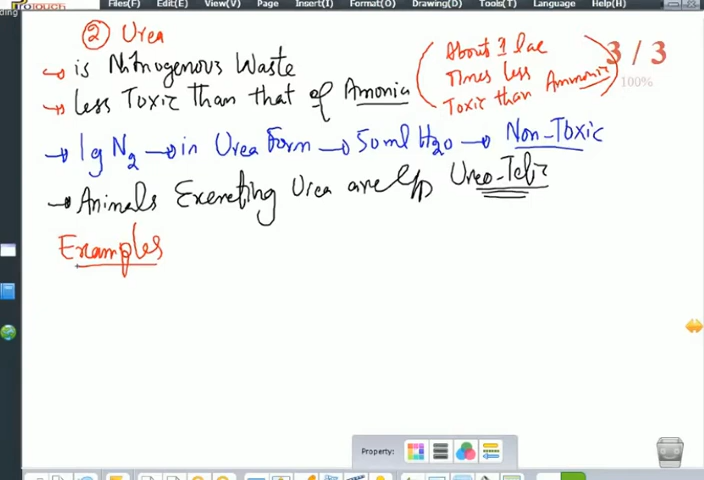 ProTouch Files(F) Edit(E) View(V) Page Insert(I) Format(O) Drawing(D) Tools(T) Language Help(H)
ding
3 / 3
100%
② Urea
→ is Nitrogenous Waste
→ less Toxic Than that of Amonia
(About 1 lac
Times less
Toxic than Ammonia)
→ 1g N2 → in Urea Form → 50ml H2o → Non-Toxic
→ Animals Excreting Urea are Ureo-Telic
Examples
Property: